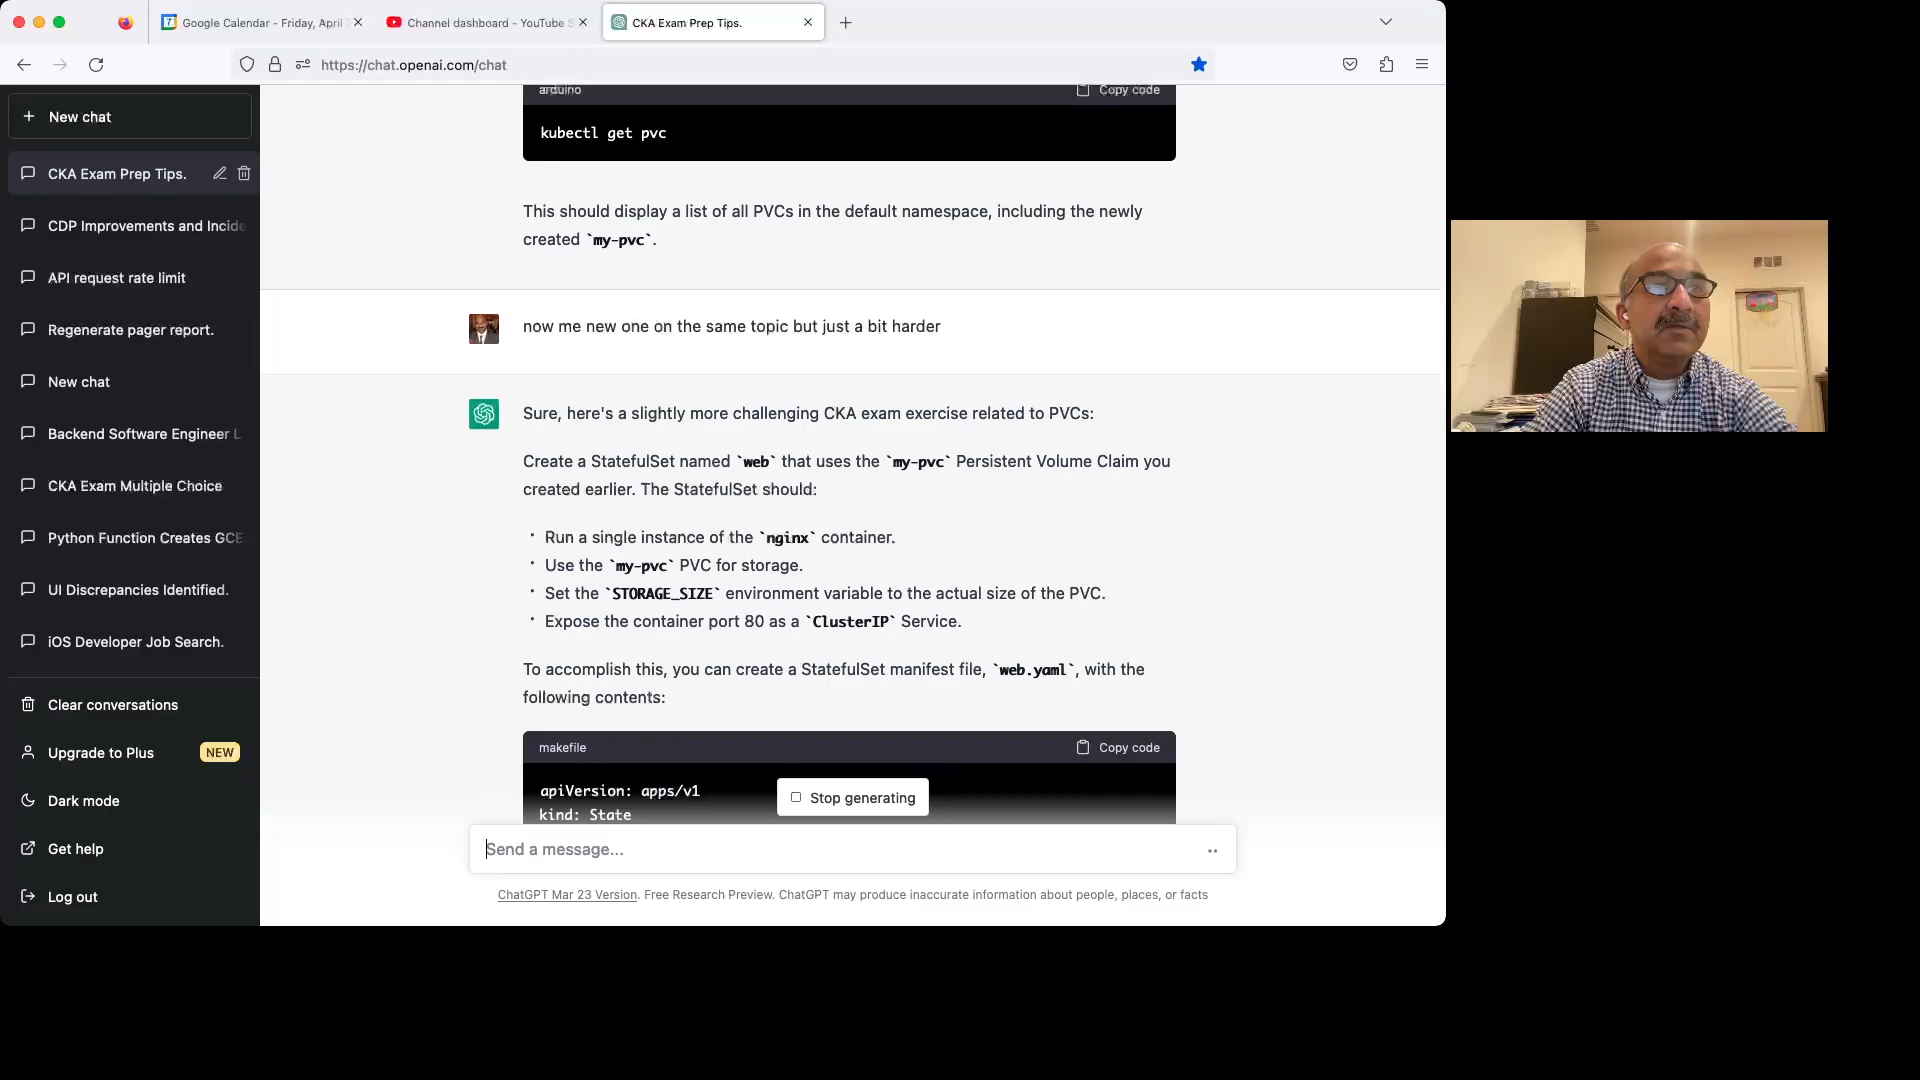 Google Calendar - Friday, April
Channel dashboard - YouTube S
CKA Exam Prep Tips.
https://chat.openai.com/chat
New chat
CKA Exam Prep Tips.
CDP Improvements and Incide
API request rate limit
Regenerate pager report.
New chat
Backend Software Engineer L
CKA Exam Multiple Choice
Python Function Creates GCE
UI Discrepancies Identified.
iOS Developer Job Search.
Clear conversations
Upgrade to Plus NEW
Dark mode
Get help
Log out
arduino Copy code
kubectl get pvc
This should display a list of all PVCs in the default namespace, including the newly
created `my-pvc`.
now me new one on the same topic but just a bit harder
Sure, here's a slightly more challenging CKA exam exercise related to PVCs:
Create a StatefulSet named `web` that uses the `my-pvc` Persistent Volume Claim you
created earlier. The StatefulSet should:
• Run a single instance of the `nginx` container.
• Use the `my-pvc` PVC for storage.
• Set the `STORAGE_SIZE` environment variable to the actual size of the PVC.
• Expose the container port 80 as a `ClusterIP` Service.
To accomplish this, you can create a StatefulSet manifest file, `web.yaml`, with the
following contents:
makefile Copy code
apiVersion: apps/v1
kind: State
Stop generating
Send a message...
ChatGPT Mar 23 Version. Free Research Preview. ChatGPT may produce inaccurate information about people, places, or facts